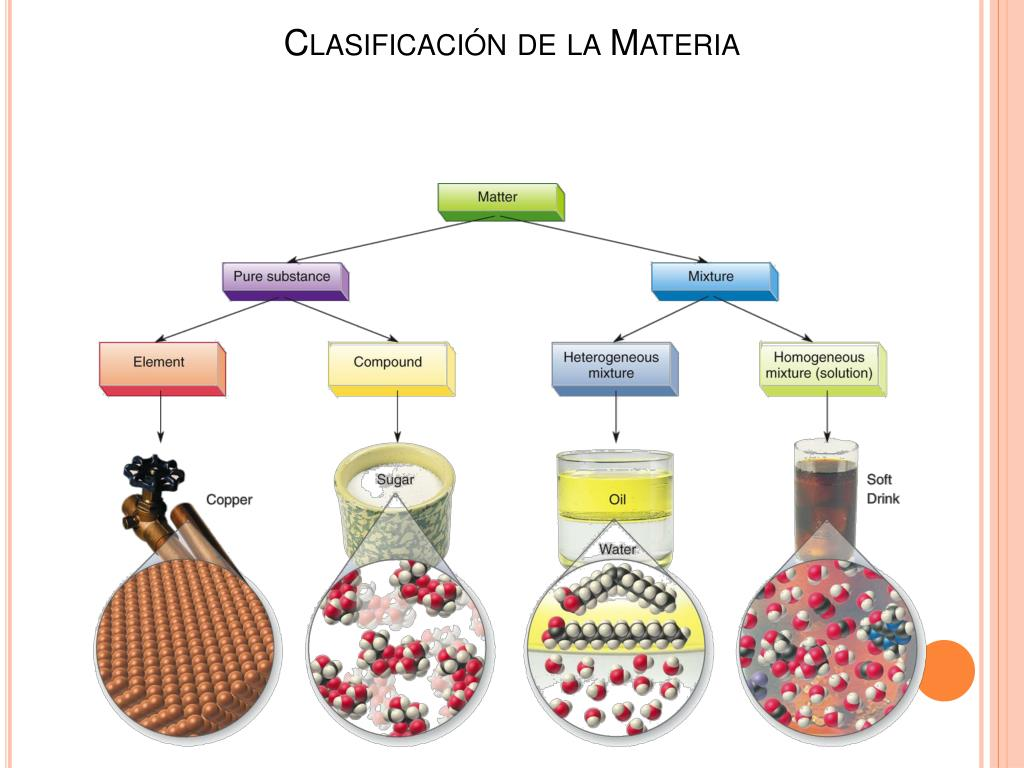 Clasificación de la Materia
Matter
Pure substance
Mixture
Element
Compound
Heterogeneous
mixture
Homogeneous
mixture (solution)
Copper
Sugar
Oil
Water
Soft
Drink